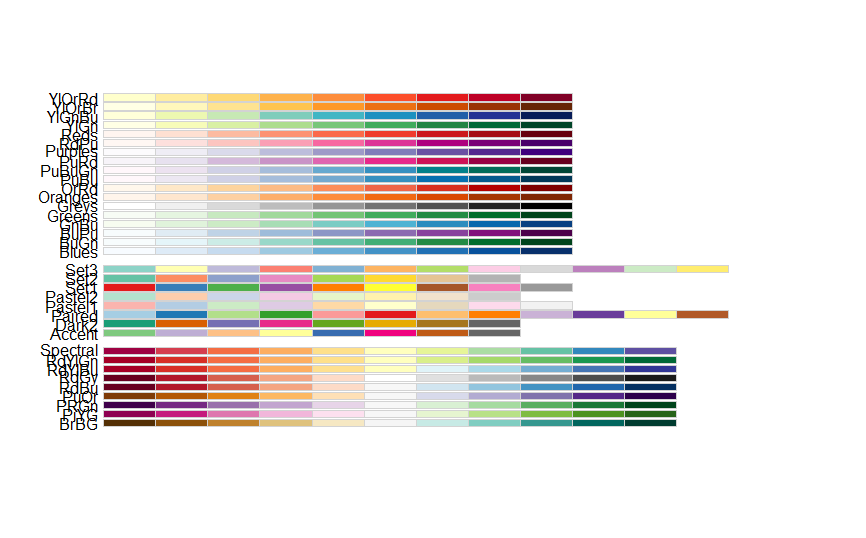 YlOrRd
YlOrBr
YlGnBu
YlGn
Reds
RdPu
Purples
PuRd
PuBuGn
PuBu
OrRd
Oranges
Greys
Greens
GnBu
BuPu
BuGn
Blues
Set3
Set2
Set1
Pastel2
Pastel1
Paired
Dark2
Accent
Spectral
RdYlGn
RdYlBu
RdGy
RdBu
PuOr
PRGn
PiYG
BrBG